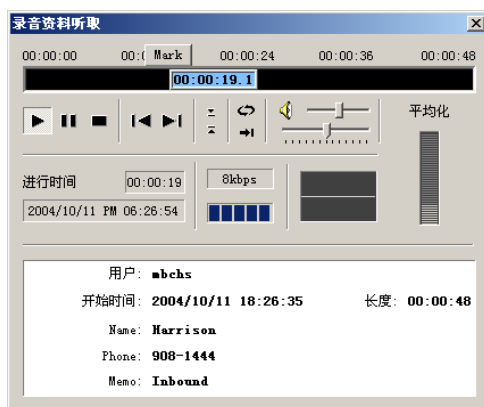 录音资料听取
00:00:00 00:( Mark 00:00:24 00:00:36 00:00:48
00:00:19.1
平均化
进行时间 00:00:19 8kbps
2004/10/11 PM 06:26:54
用户: mbchs
开始时间: 2004/10/11 18:26:35 长度: 00:00:48
Name: Harrison
Phone: 908-1444
Memo: Inbound